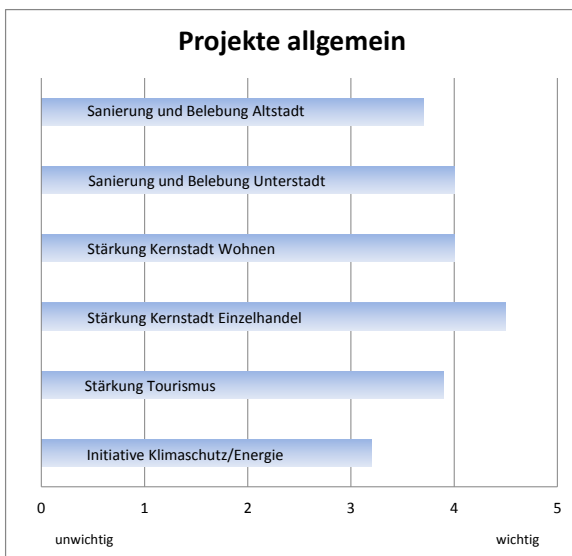 Projekte allgemein
Sanierung und Belebung Altstadt
Sanierung und Belebung Unterstadt
Stärkung Kernstadt Wohnen
Stärkung Kernstadt Einzelhandel
Stärkung Tourismus
Initiative Klimaschutz/Energie
0 1 2 3 4 5
unwichtig wichtig